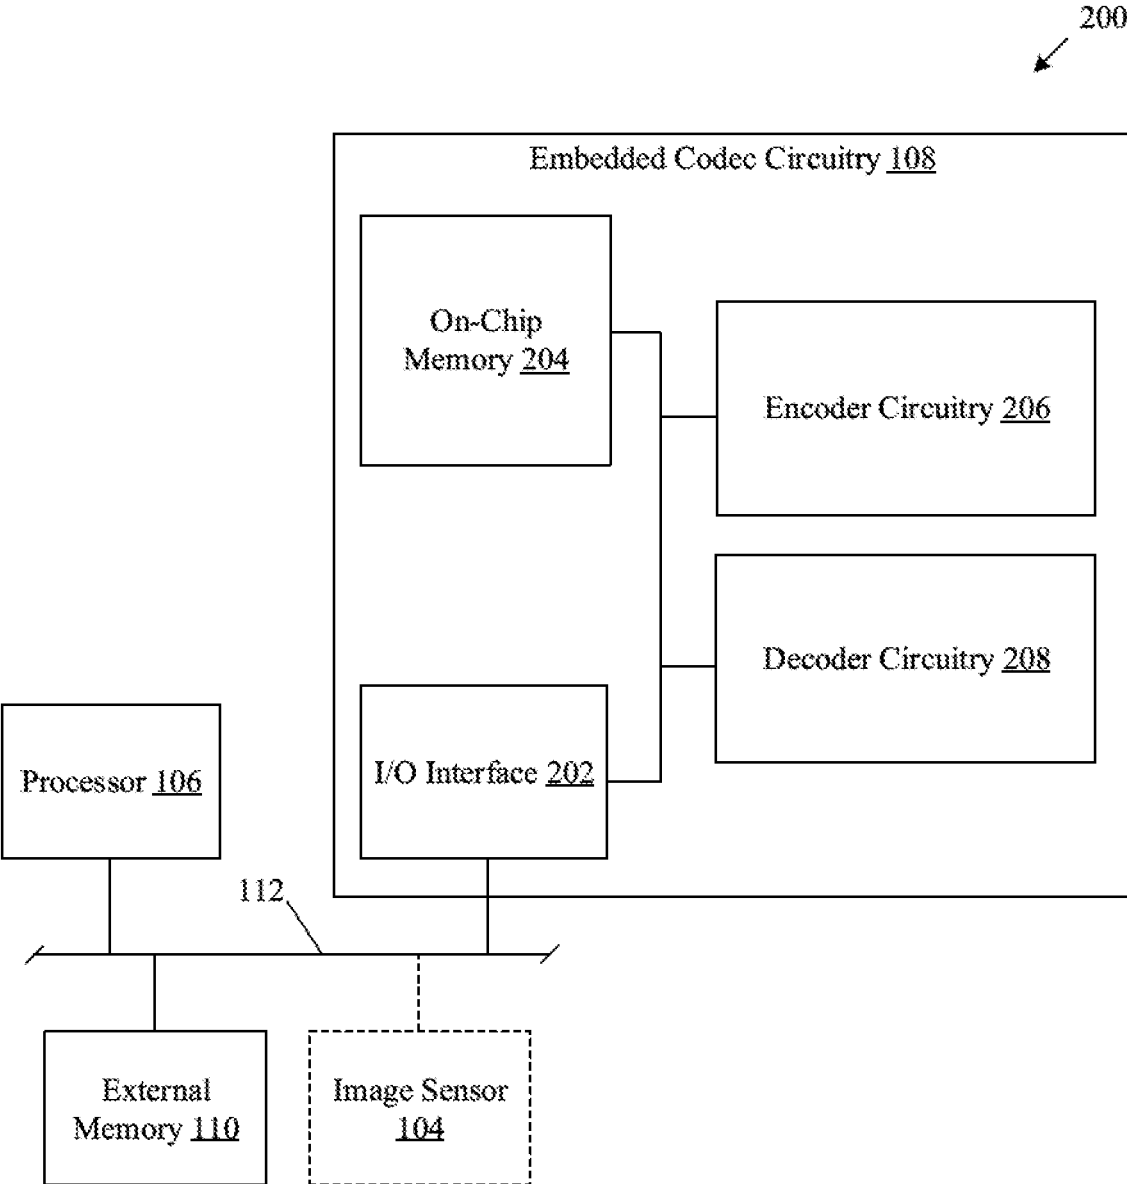 200
Embedded Codec Circuitry 108
On-Chip
Memory 204
Encoder Circuitry 206
Decoder Circuitry 208
I/O Interface 202
Processor 106
112
External
Memory 110
Image Sensor
104